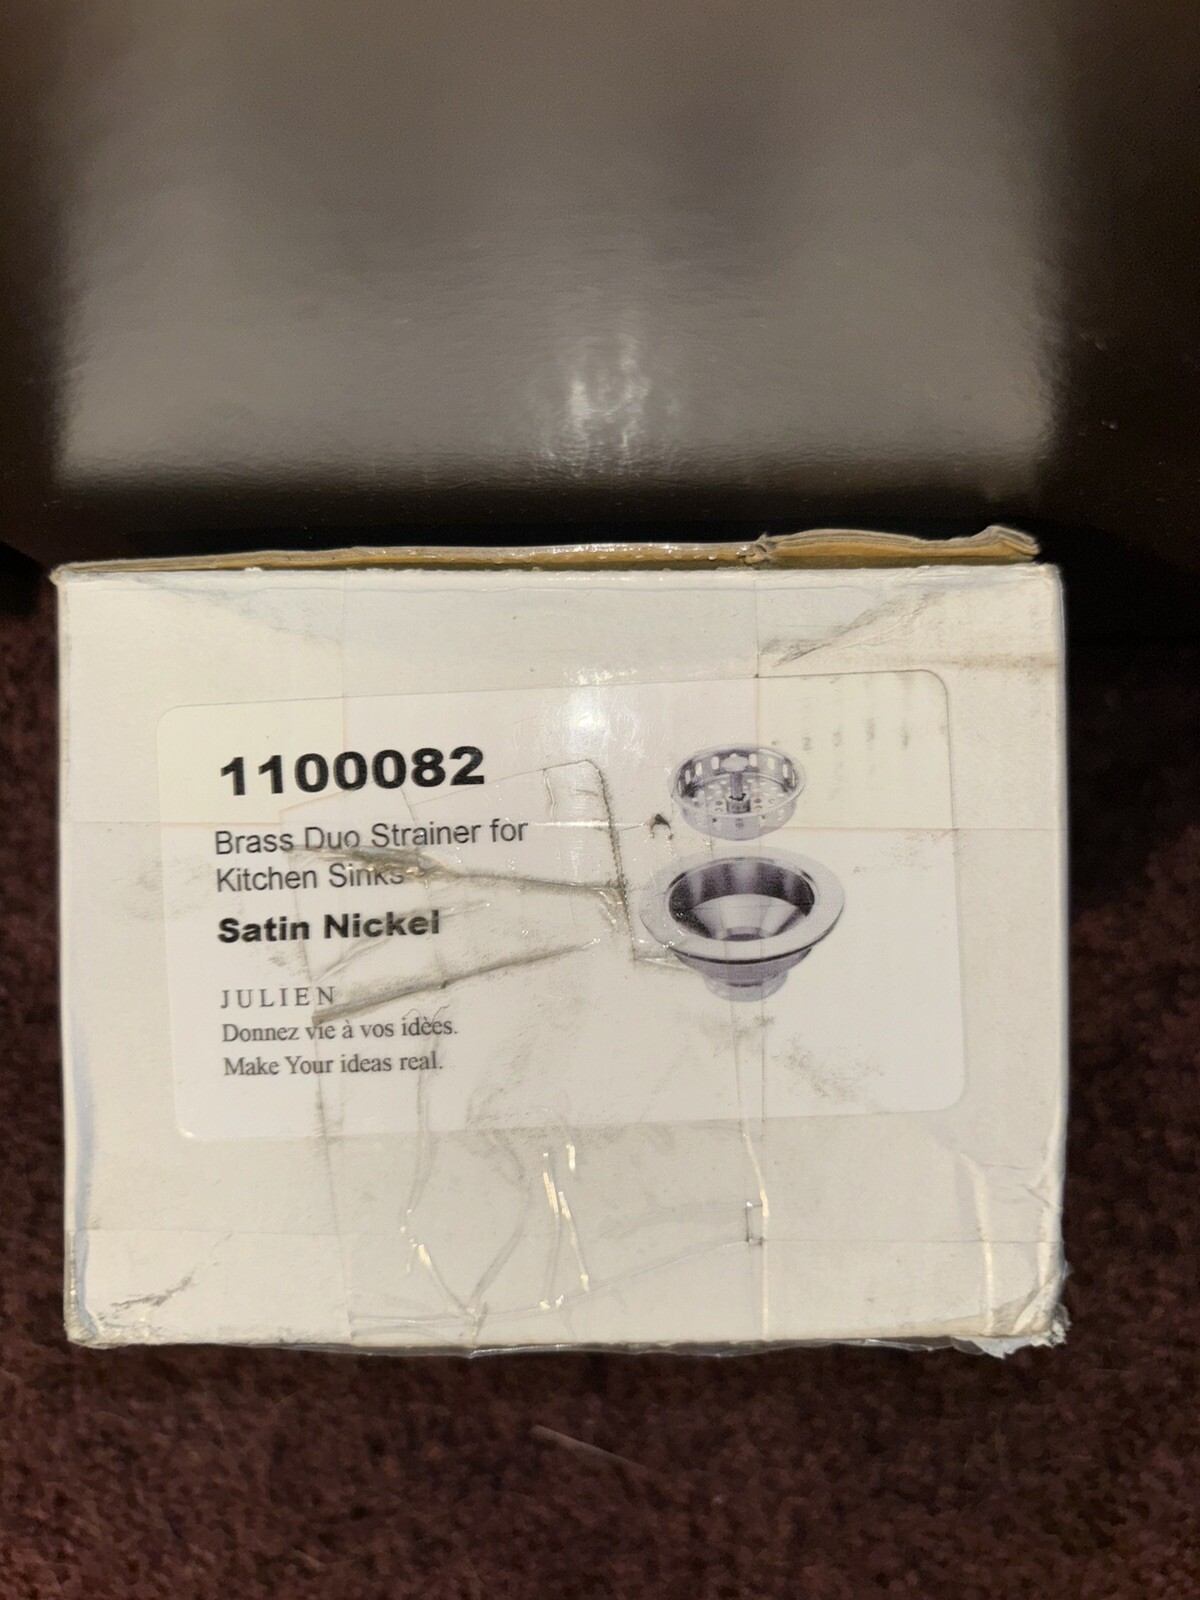 1100082
Brass Duo Strainer for
Kitchen Sinks
Satin Nickel
JULIEN
Donnez vie à vos idèes.
Make Your ideas real.